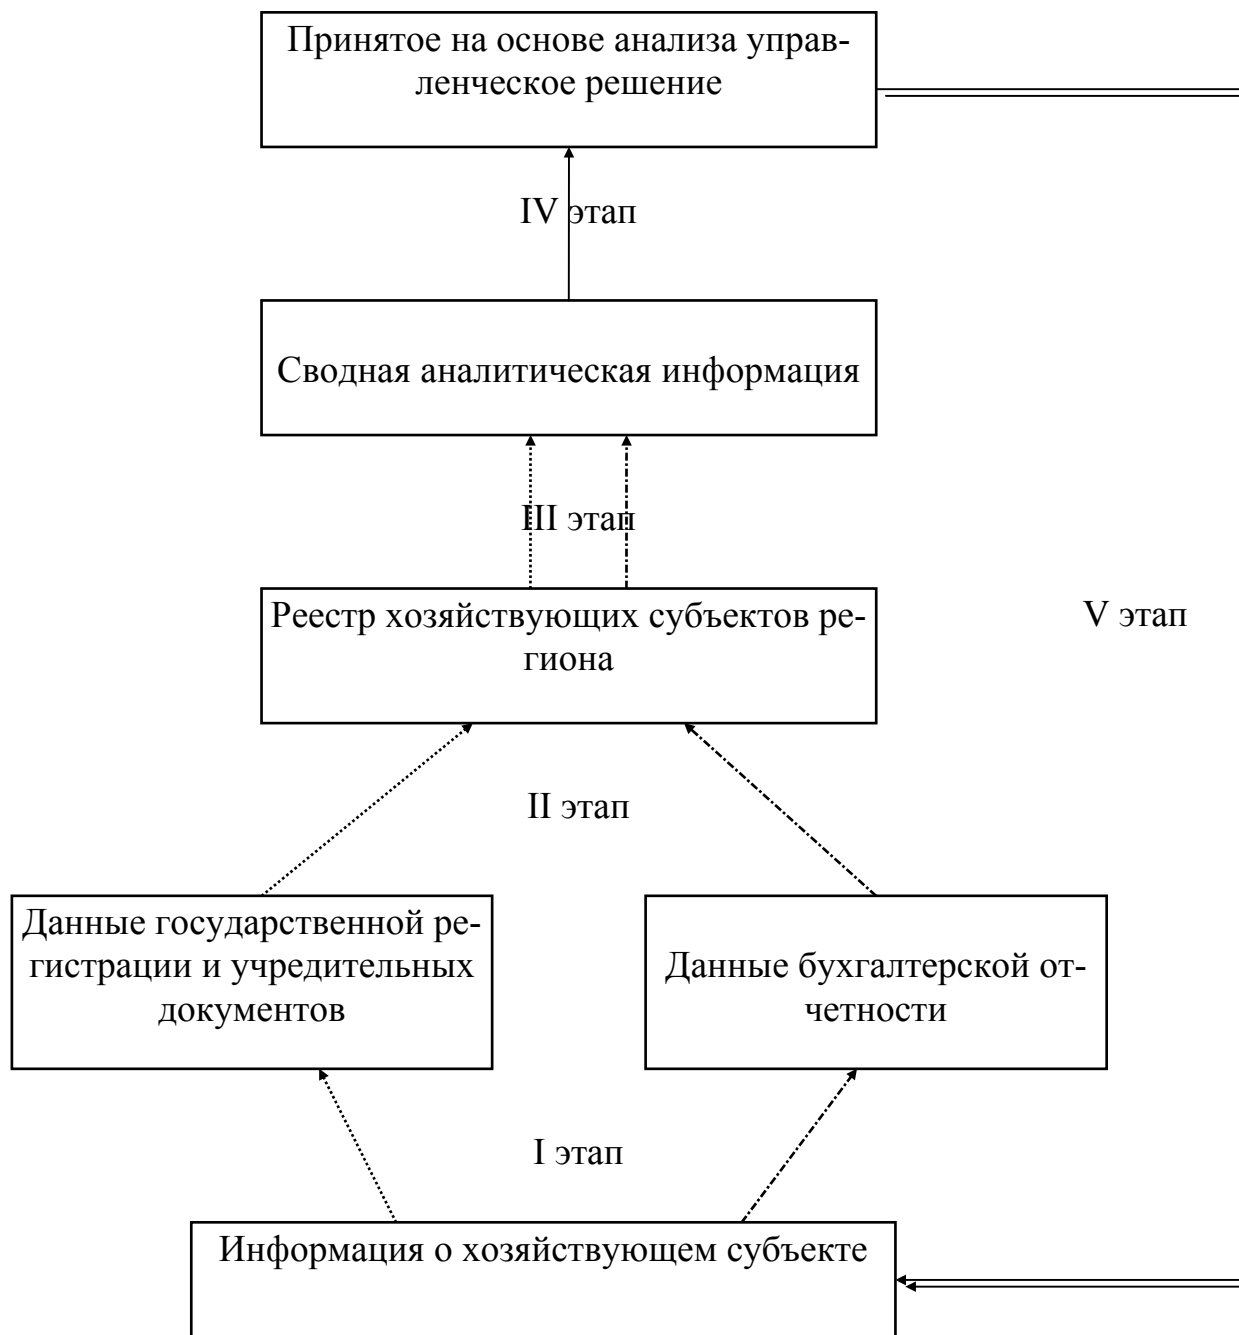 Принятое на основе анализа управ-
ленческое решение
IV этап
Сводная аналитическая информация
III этап
Реестр хозяйствующих субъектов ре-
гиона
V этап
II этап
Данные государственной ре-
гистрации и учредительных
документов
Данные бухгалтерской от-
четности
I этап
Информация о хозяйствующем субъекте